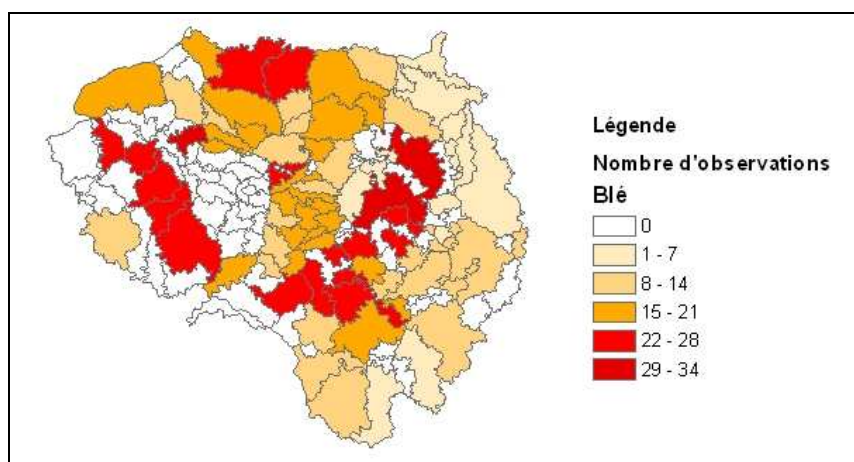 Légende
Nombre d'observations
Blé
0
1 - 7
8 - 14
15 - 21
22 - 28
29 - 34